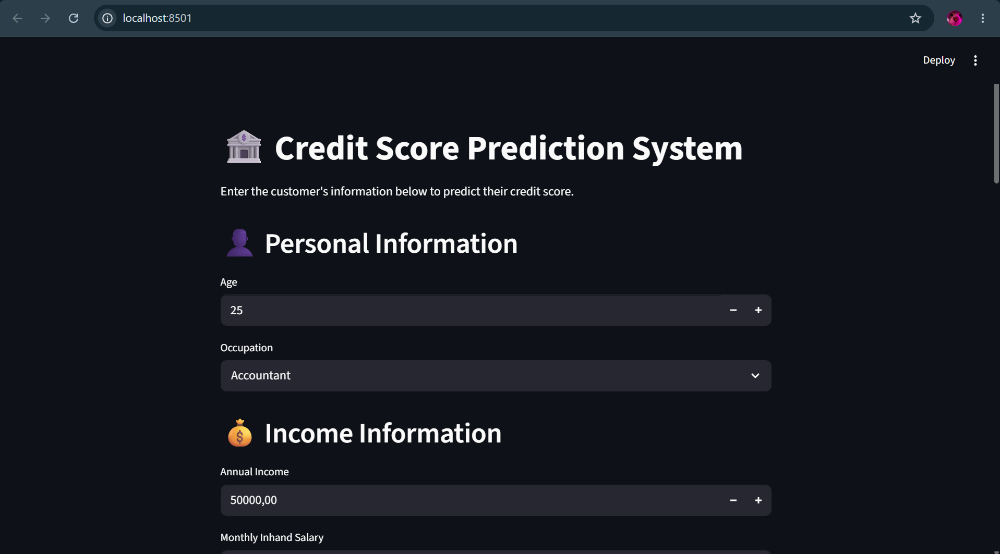 localhost:8501
Deploy
Credit Score Prediction System
Enter the customer's information below to predict their credit score.
Personal Information
Age
25
Occupation
Accountant
Income Information
Annual Income
50000,00
Monthly Inhand Salary